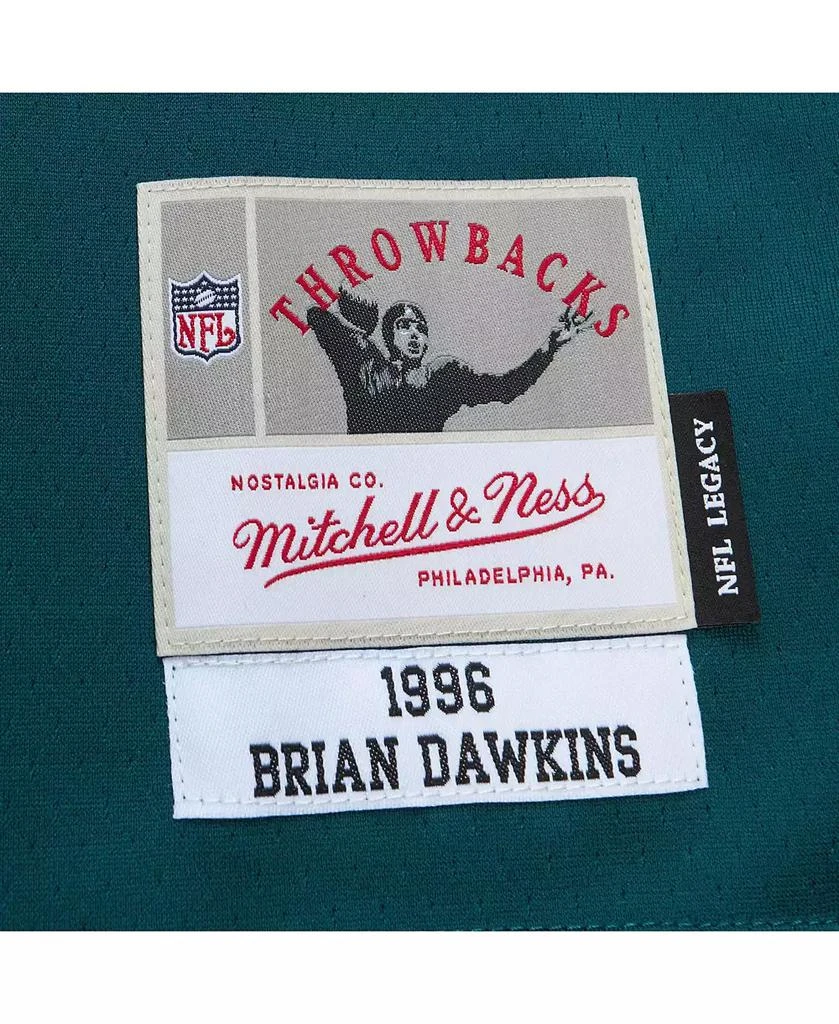 THROWBACKS
NFL
NOSTALGIA CO.
Mitchell & Ness
PHILADELPHIA, PA.
NFL LEGACY
1996
BRIAN DAWKINS